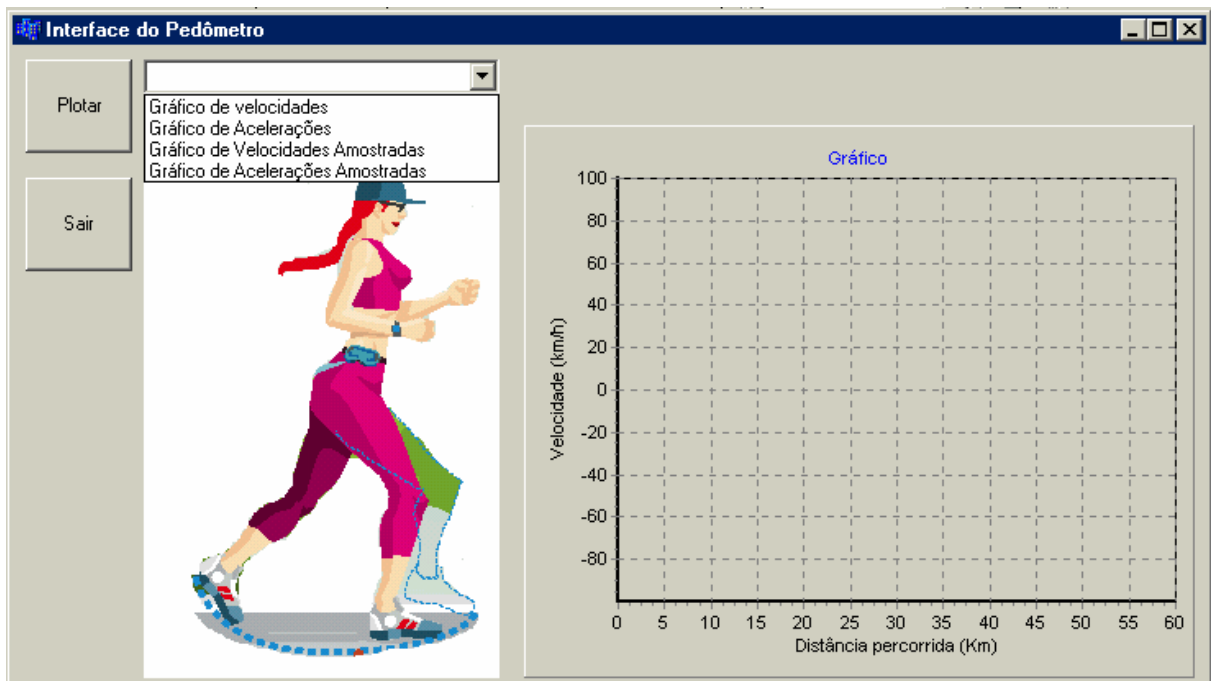 Interface do Pedômetro
Plotar
Gráfico de velocidades
Gráfico de Acelerações
Gráfico de Velocidades Amostradas
Gráfico de Acelerações Amostradas
Sair
Gráfico
100
80
60
40
20
0
-20
-40
-60
-80
Velocidade (km/h)
0 5 10 15 20 25 30 35 40 45 50 55 60
Distância percorrida (Km)